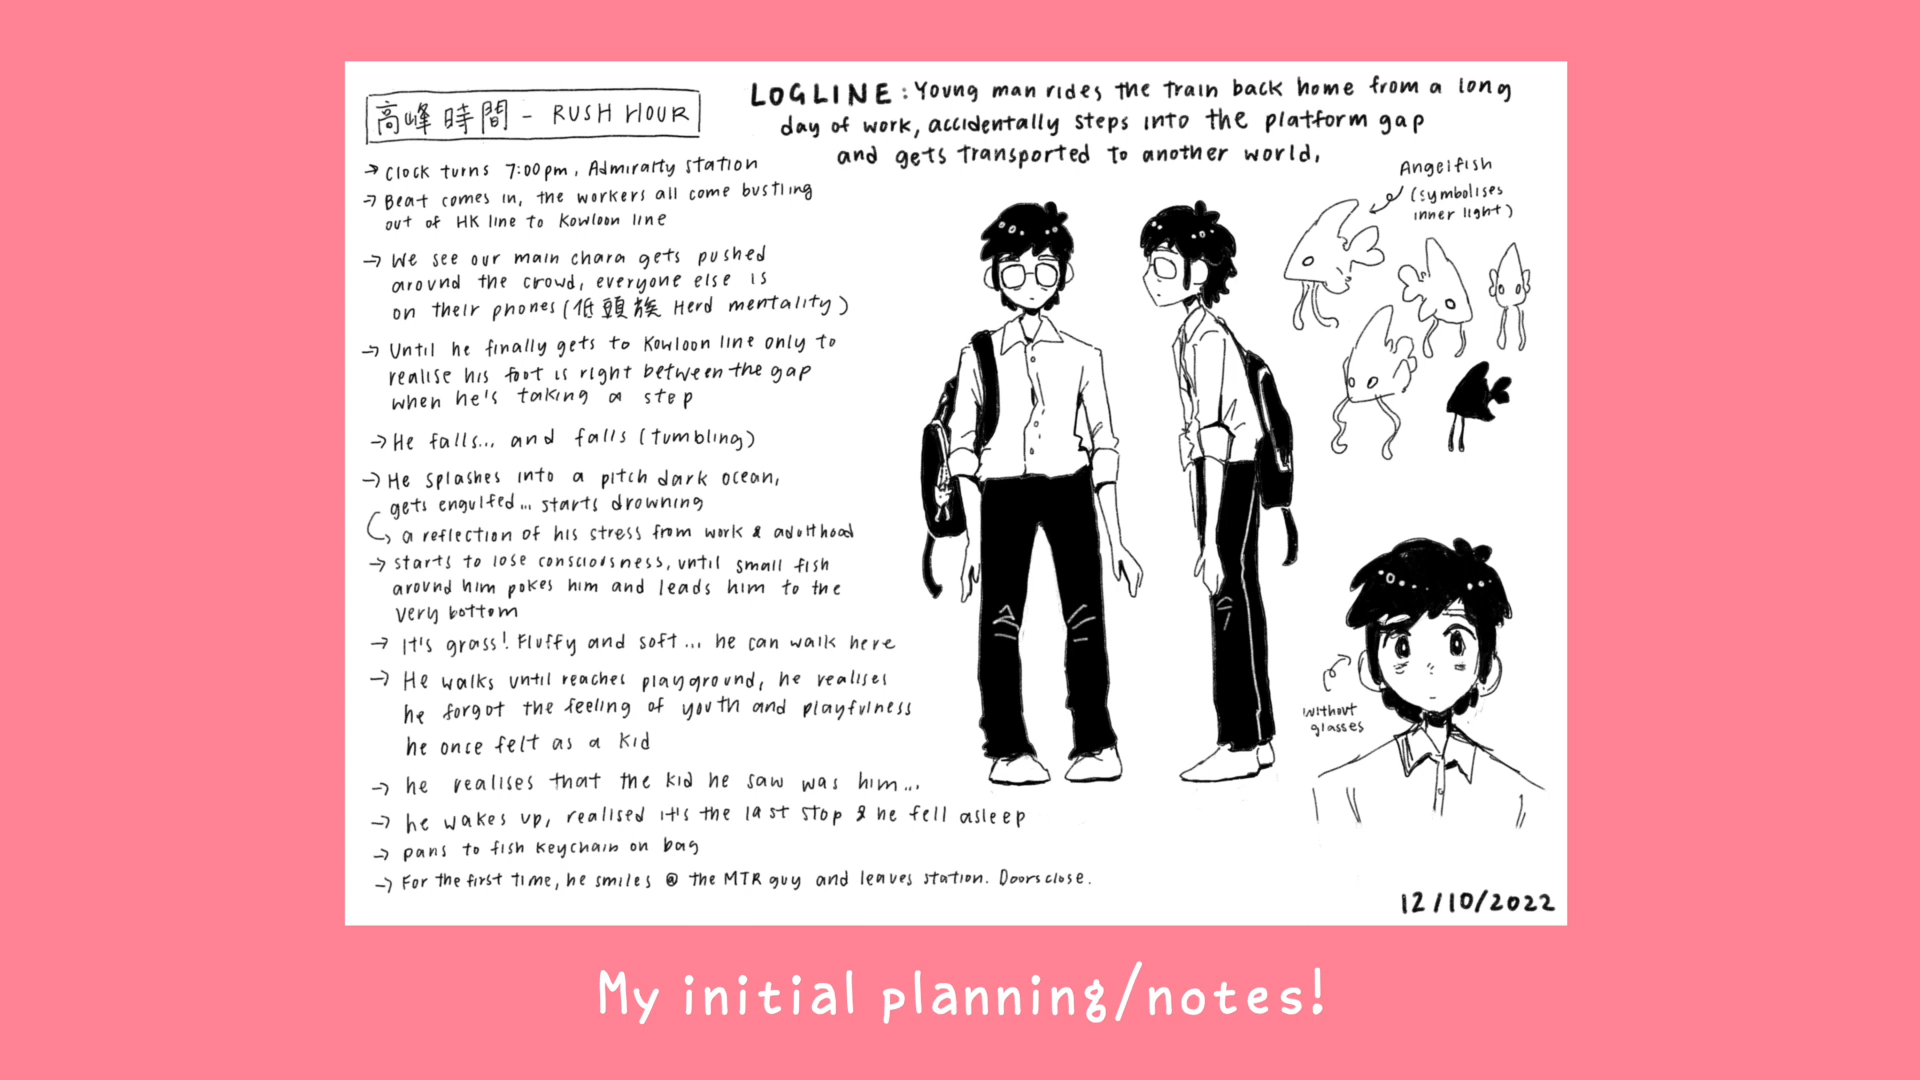 高峰時間 - RUSH HOUR
LOGLINE: Young man rides the train back home from a long
day of work, accidentally steps into the platform gap
and gets transported to another world.
→ Clock turns 7:00pm, Admiralty station
→ Beat comes in, the workers all come bustling
out of HK line to Kowloon line
→ We see our main chara gets pushed
around the crowd, everyone else is
on their phones (低頭族 Herd mentality)
→ Until he finally gets to Kowloon line only to
realise his foot is right between the gap
when he's taking a step
→ He falls... and falls (tumbling)
→ He splashes into a pitch dark ocean,
gets engulfed... starts drowning
↳ a reflection of his stress from work & adulthood
→ starts to lose consciousness, until small fish
around him pokes him and leads him to the
very bottom
→ It's grass! Fluffy and soft... he can walk here
→ He walks until reaches playground, he realises
he forgot the feeling of youth and playfulness
he once felt as a kid
→ he realises that the kid he saw was him...
→ he wakes up, realised it's the last stop & he fell asleep
→ pans to fish keychain on bag
→ For the first time, he smiles @ the MTR guy and leaves station. Doors close.
Angelfish
(symbolises
inner light)
without
glasses
12/10/2022
My initial planning/notes!